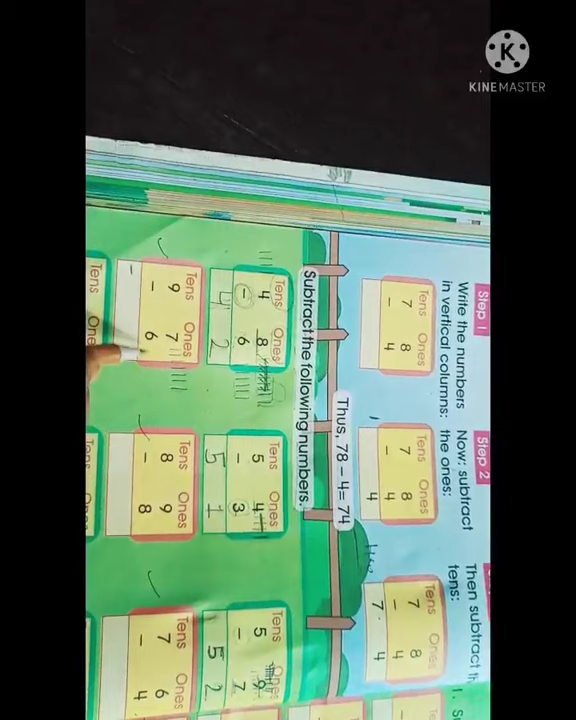 KINEMASTER
Step 1
Write the numbers
in vertical columns:
Tens Ones
7 8
- 4
Step 2
Now: subtract
the ones:
Tens Ones
7 8
- 4
4
Then subtract
tens:
Tens Ones
7 8
- 4
7 4
Thus, 78 - 4 = 74
Subtract the following numbers.
Tens Ones
4 8
- 6
4 2
Tens Ones
5 4
- 3
5 1
Tens Ones
5 9
- 7
5 2
Tens Ones
9 7
- 6
Tens Ones
8 9
- 8
Tens Ones
7 6
- 4
Tens